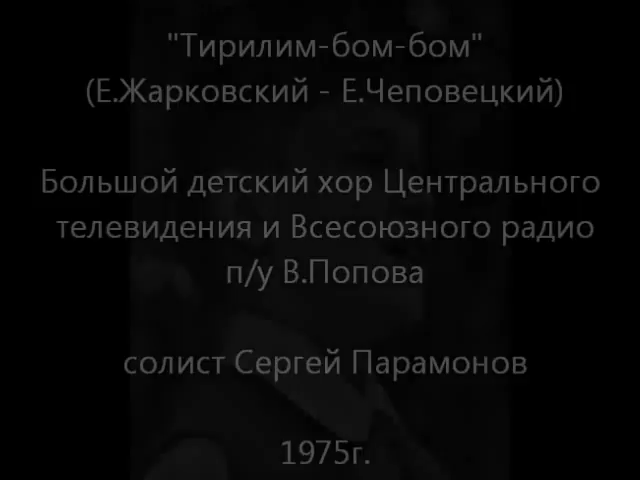 "Тирилим-бом-бом"
(Е.Жарковский - Е.Чеповецкий)
Большой детский хор Центрального
телевидения и Всесоюзного радио
п/у В.Попова
солист Сергей Парамонов
1975г.